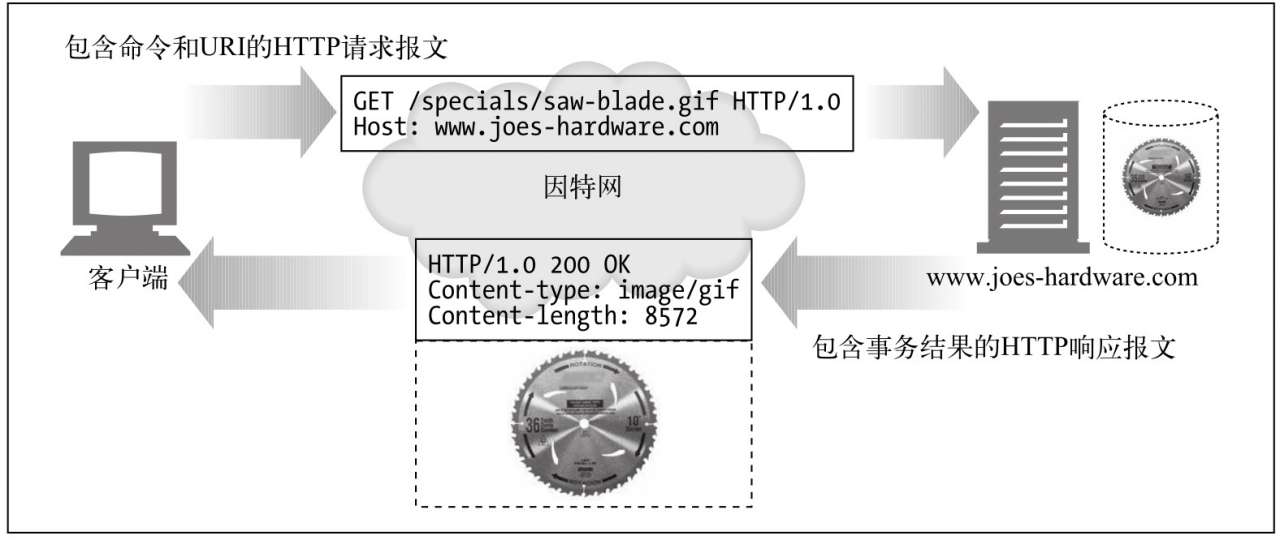 包含命令和URI的HTTP请求报文
GET /specials/saw-blade.gif HTTP/1.0
Host: www.joes-hardware.com
因特网
客户端
www.joes-hardware.com
HTTP/1.0 200 OK
Content-type: image/gif
Content-length: 8572
包含事务结果的HTTP响应报文
ROTATION
36
10"